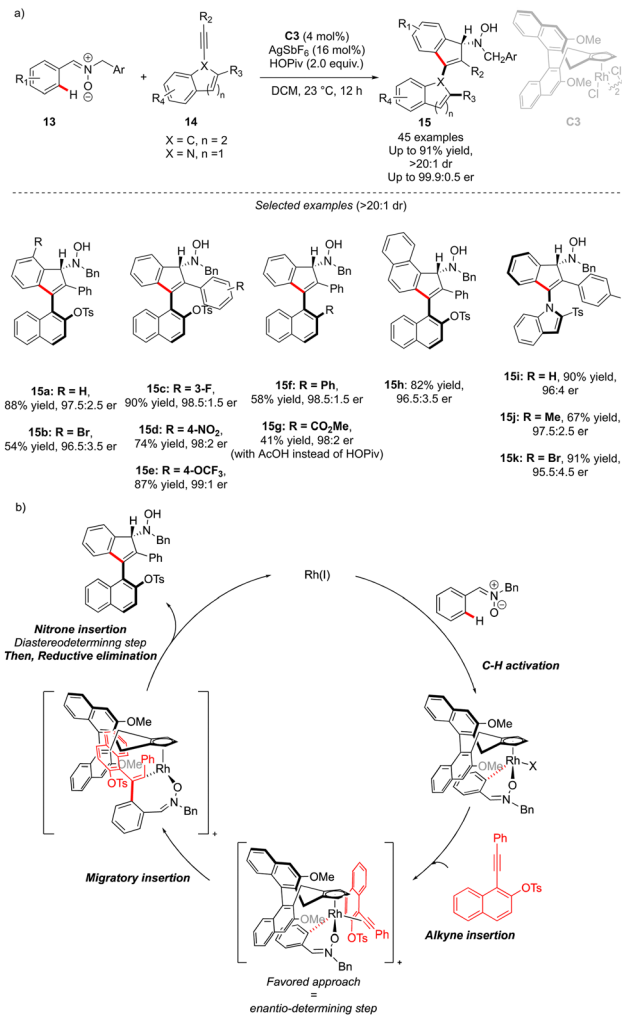 a)
R1
H
N
⊕
O
⊖
Ar
13
+
R2
X
R3
R4
n
14
X = C, n = 2
X = N, n =1
C3 (4 mol%)
AgSbF6 (16 mol%)
HOPiv (2.0 equiv.)
DCM, 23 °C, 12 h
R1
H
OH
N
CH2Ar
R2
X
R3
R4
n
15
45 examples
Up to 91% yield,
>20:1 dr
Up to 99.9:0.5 er
OMe
OMe
Rh
Cl
Cl
2
C3
Selected examples (>20:1 dr)
R
H
OH
N
Bn
Ph
OTs
15a: R = H,
88% yield, 97.5:2.5 er
15b: R = Br,
54% yield, 96.5:3.5 er
H
OH
N
Bn
R
OTs
15c: R = 3-F,
90% yield, 98.5:1.5 er
15d: R = 4-NO2,
74% yield, 98:2 er
15e: R = 4-OCF3,
87% yield, 99:1 er
H
OH
N
Bn
Ph
R
15f: R = Ph,
58% yield, 98.5:1.5 er
15g: R = CO2Me,
41% yield, 98:2 er
(with AcOH instead of HOPiv)
H
OH
N
Bn
Ph
OTs
15h: 82% yield,
96.5:3.5 er
H
OH
N
Bn
N
Ts
15i: R = H, 90% yield,
96:4 er
15j: R = Me, 67% yield,
97.5:2.5 er
15k: R = Br, 91% yield,
95.5:4.5 er
b)
H
OH
N
Bn
Ph
OTs
Rh(I)
N
⊕
O
⊖
Bn
H
Nitrone insertion
Diastereodeterminng step
Then, Reductive elimination
C-H activation
OMe
Ph
TsO
Rh
O
N
Bn
+
OMe
OMe
Rh
X
O
N
Bn
Migratory insertion
OMe
OMe
Rh
O
N
Bn
OTs
Ph
+
Ph
OTs
Alkyne insertion
Favored approach
=
enantio-determining step